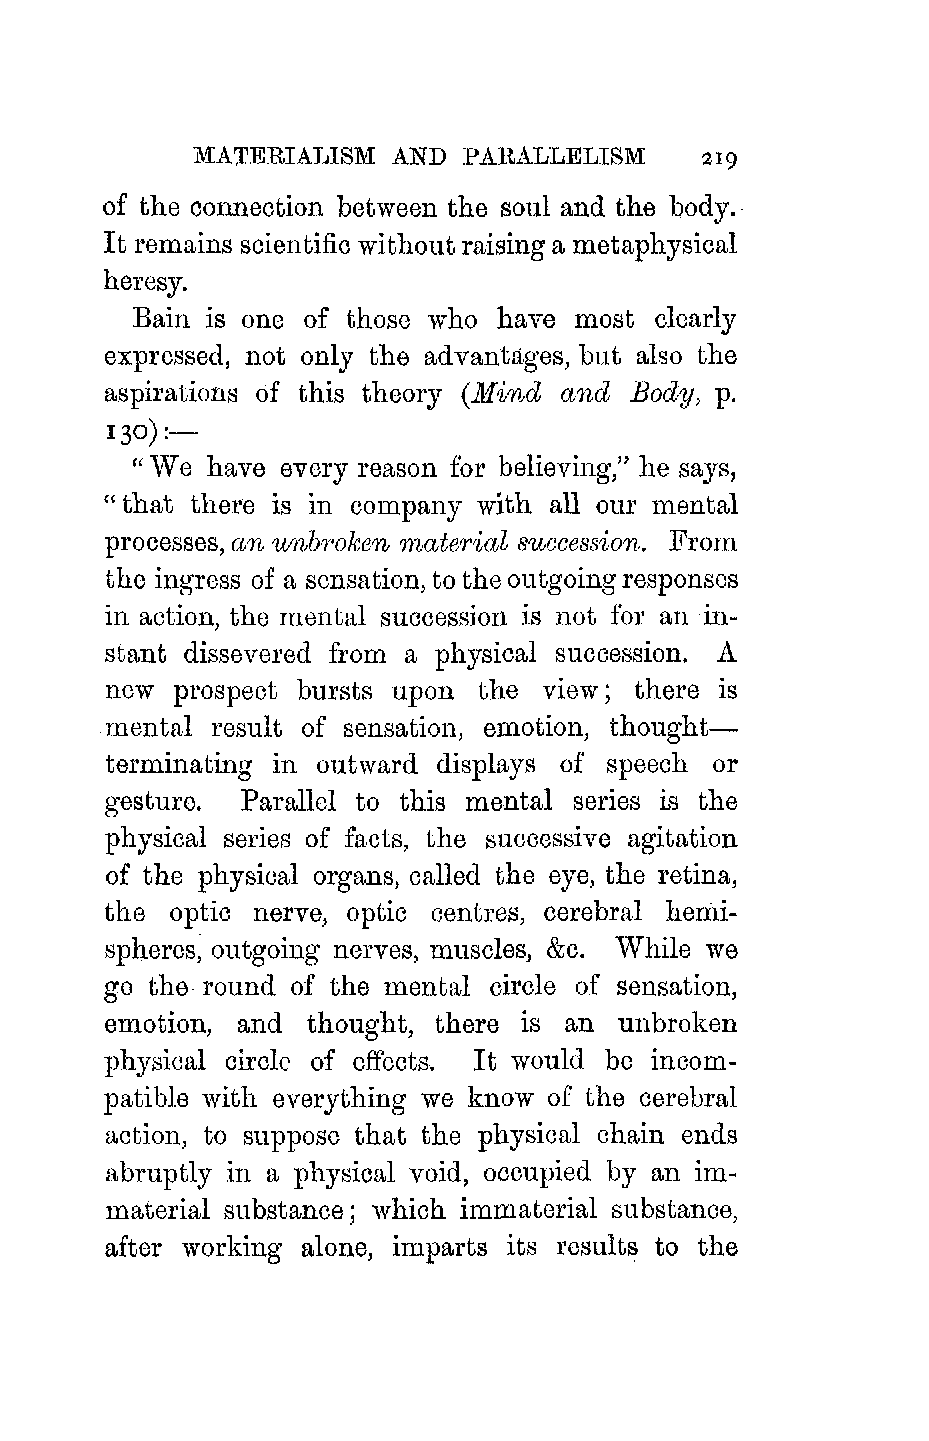 MATERIALISM AND PARALLELISM 219
of the connection between the soul and the body.
It remains scientific without raising a metaphysical
heresy.
Bain is one of those who have most clearly
expressed, not only the advantages, but also the
aspirations of this theory (Mind and Body, p.
130):—
"We have every reason for believing," he says,
"that there is in company with all our mental
processes, an unbroken material succession. From
the ingress of a sensation, to the outgoing responses
in action, the mental succession is not for an in-
stant dissevered from a physical succession. A
new prospect bursts upon the view; there is
mental result of sensation, emotion, thought—
terminating in outward displays of speech or
gesture. Parallel to this mental series is the
physical series of facts, the successive agitation
of the physical organs, called the eye, the retina,
the optic nerve, optic centres, cerebral hemi-
spheres, outgoing nerves, muscles, &c. While we
go the round of the mental circle of sensation,
emotion, and thought, there is an unbroken
physical circle of effects. It would be incom-
patible with everything we know of the cerebral
action, to suppose that the physical chain ends
abruptly in a physical void, occupied by an im-
material substance; which immaterial substance,
after working alone, imparts its results to the